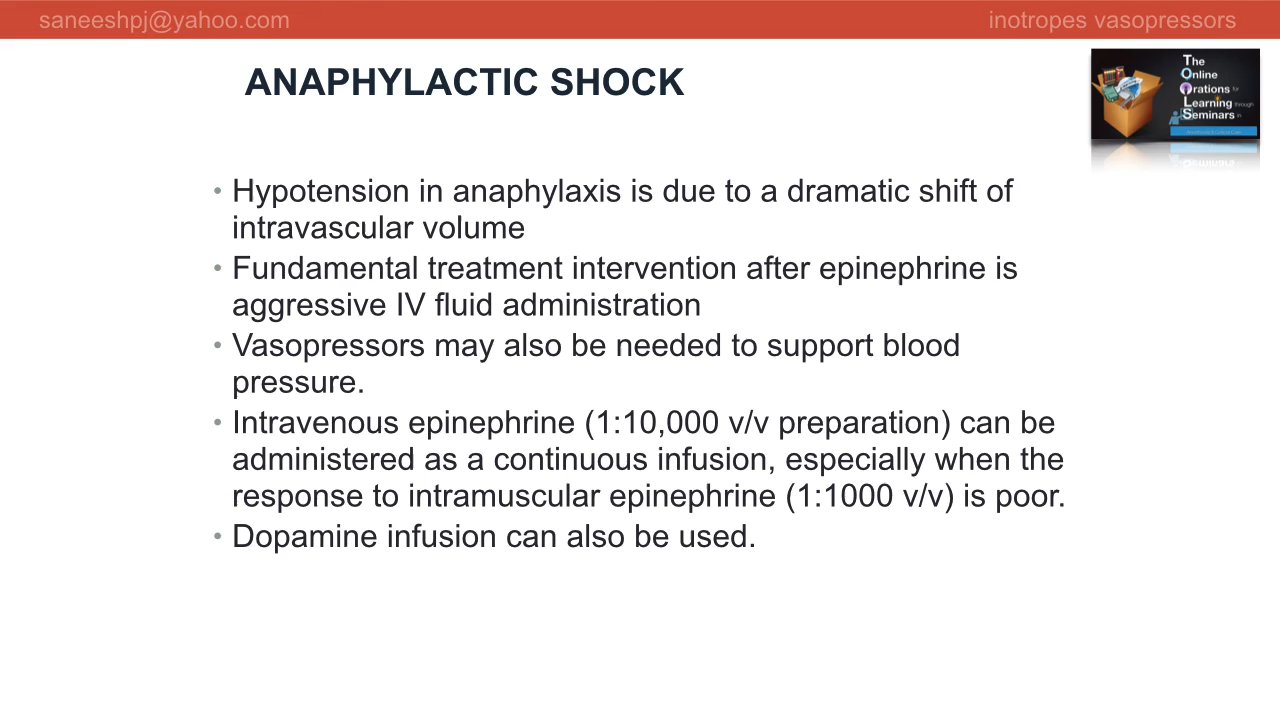 saneeshpj@yahoo.com
inotropes vasopressors
ANAPHYLACTIC SHOCK
The
Online
Orations for
Learning through
Seminars in
• Hypotension in anaphylaxis is due to a dramatic shift of
intravascular volume
• Fundamental treatment intervention after epinephrine is
aggressive IV fluid administration
• Vasopressors may also be needed to support blood
pressure.
• Intravenous epinephrine (1:10,000 v/v preparation) can be
administered as a continuous infusion, especially when the
response to intramuscular epinephrine (1:1000 v/v) is poor.
• Dopamine infusion can also be used.